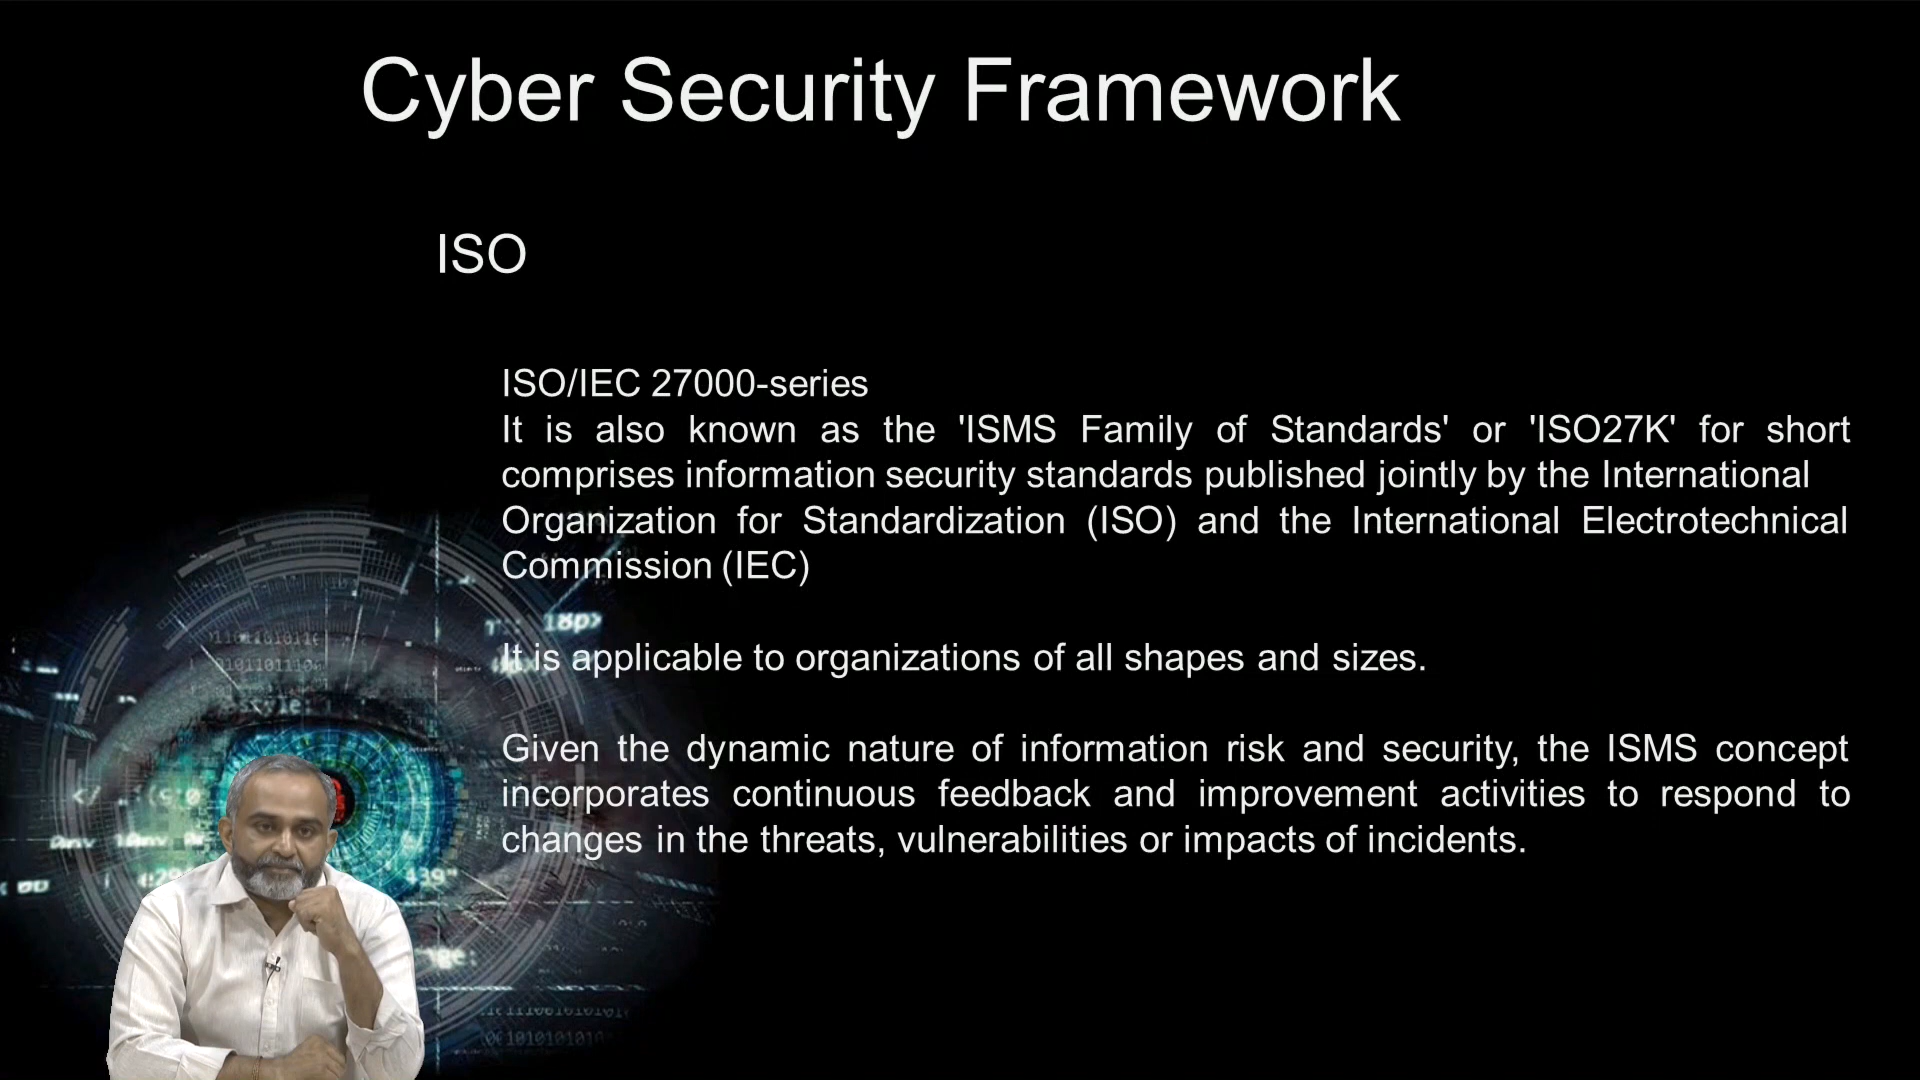 Cyber Security Framework
ISO
ISO/IEC 27000-series
It is also known as the 'ISMS Family of Standards' or 'ISO27K' for short
comprises information security standards published jointly by the International
Organization for Standardization (ISO) and the International Electrotechnical
Commission (IEC)
It is applicable to organizations of all shapes and sizes.
Given the dynamic nature of information risk and security, the ISMS concept
incorporates continuous feedback and improvement activities to respond to
changes in the threats, vulnerabilities or impacts of incidents.